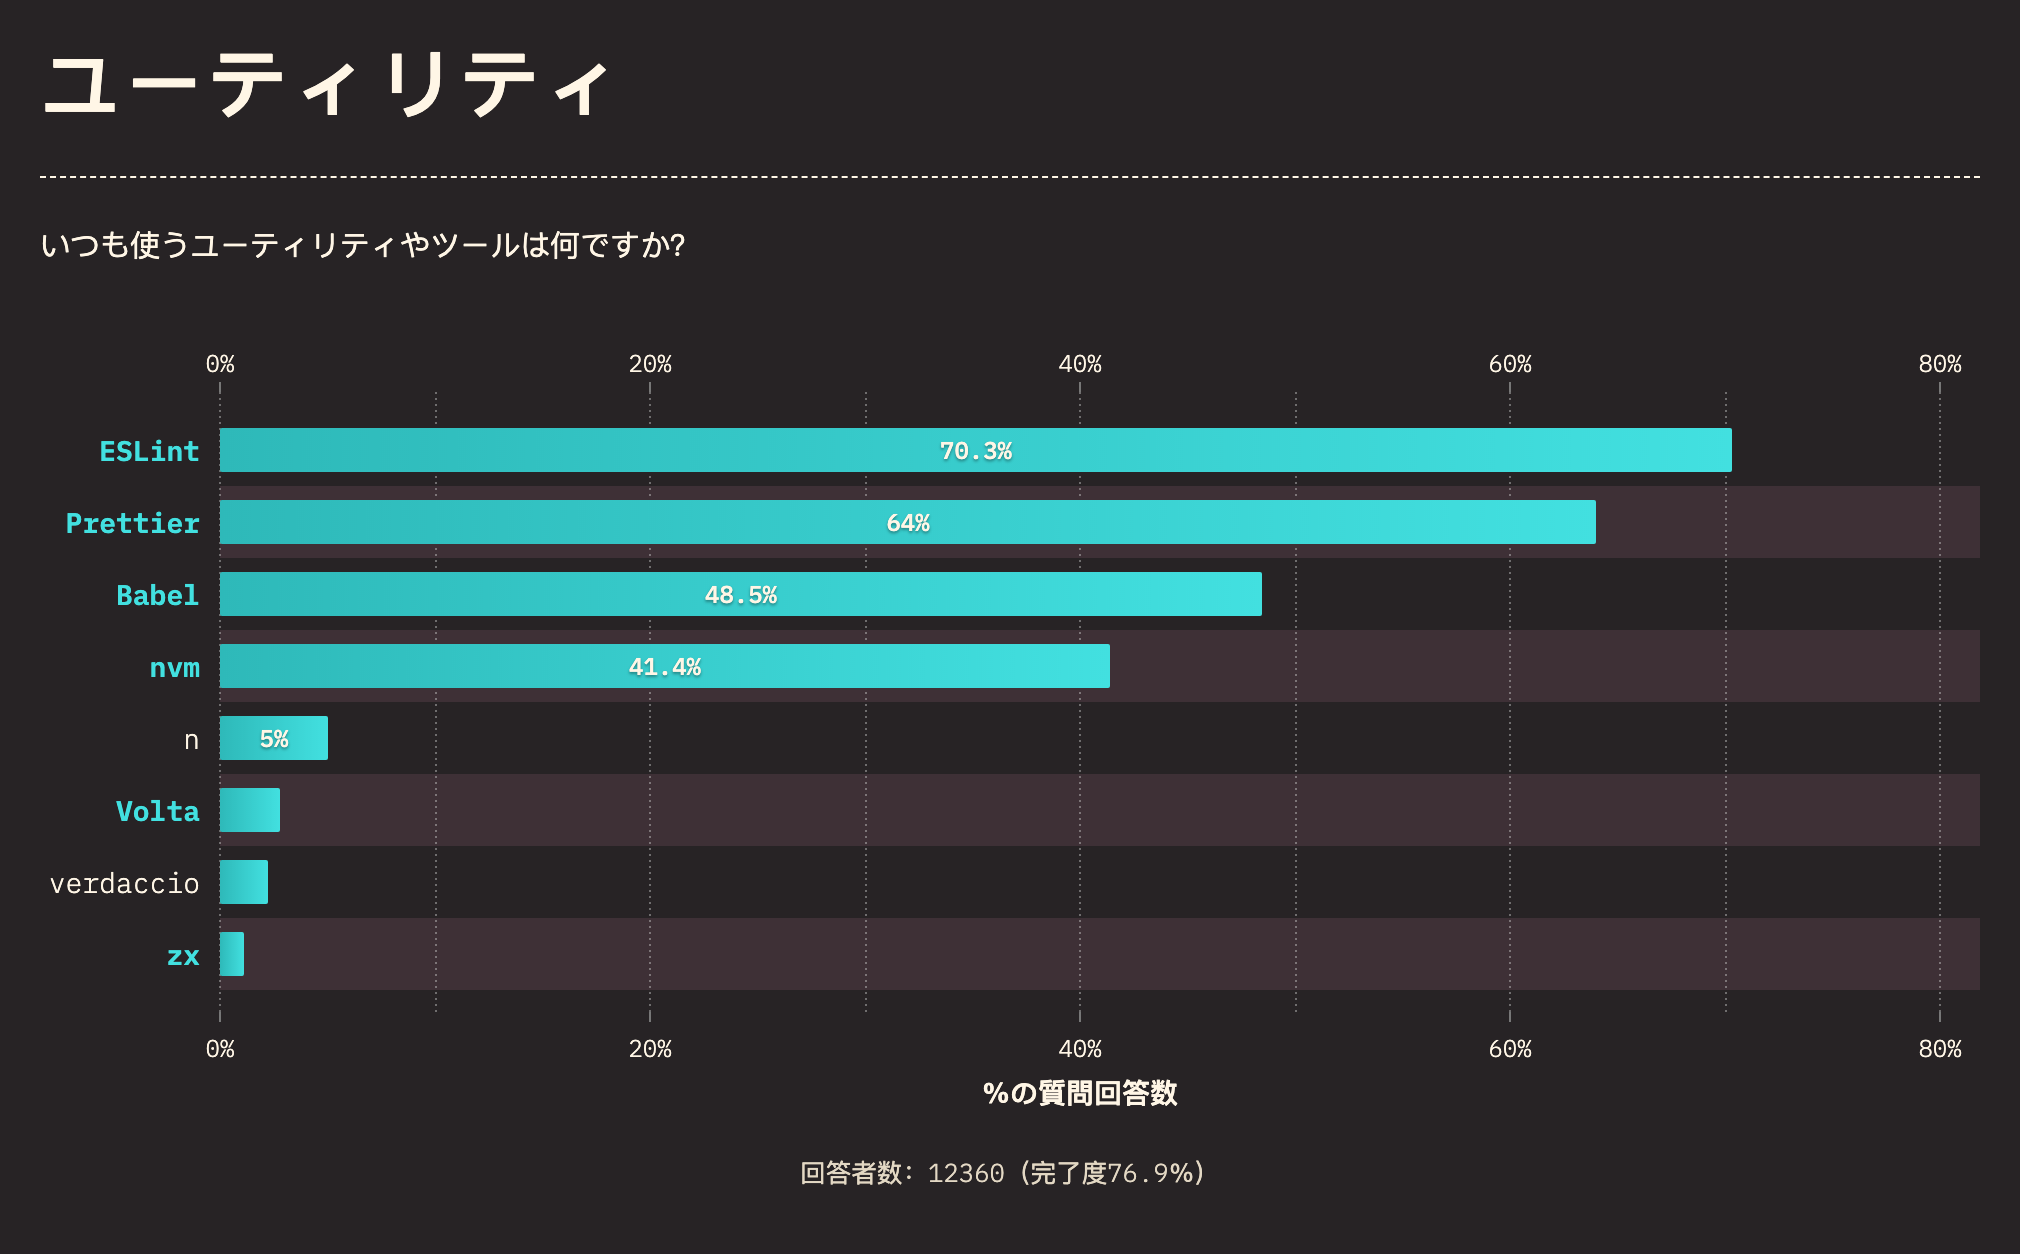 ユーティリティ
いつも使うユーティリティやツールは何ですか?
0% 20% 40% 60% 80%
ESLint 70.3%
Prettier 64%
Babel 48.5%
nvm 41.4%
n 5%
Volta
verdaccio
zx
0% 20% 40% 60% 80%
%の質問回答数
回答者数: 12360 (完了度76.9%)